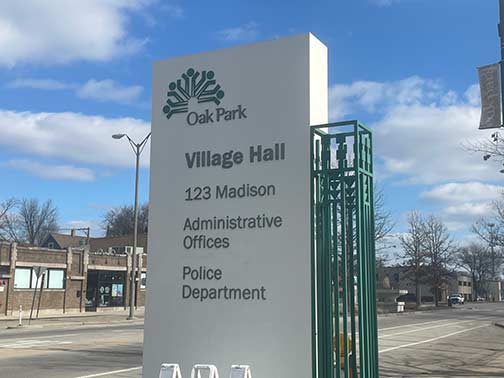 Oak Park
Village Hall
123 Madison
Administrative
Offices
Police
Department